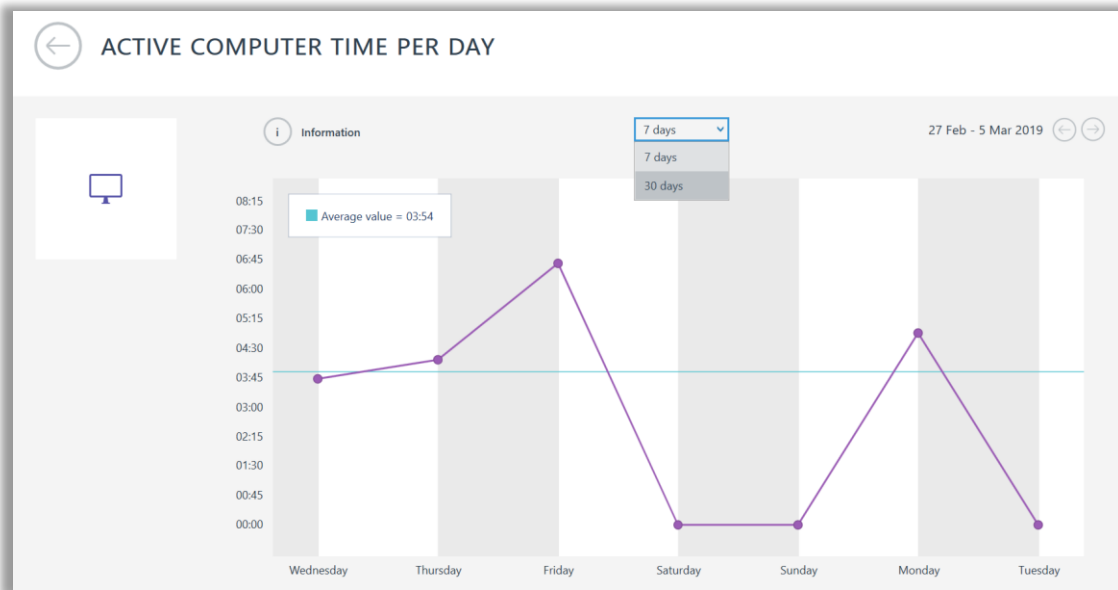 ACTIVE COMPUTER TIME PER DAY
i Information
7 days
27 Feb - 5 Mar 2019
7 days
30 days
Average value = 03:54
08:15
07:30
06:45
06:00
05:15
04:30
03:45
03:00
02:15
01:30
00:45
00:00
Wednesday Thursday Friday Saturday Sunday Monday Tuesday